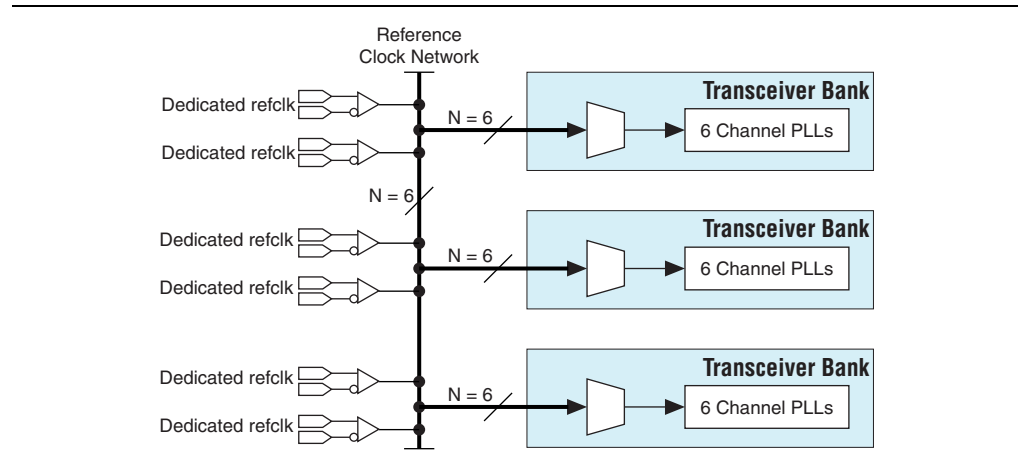 Reference
Clock Network
Dedicated refclk
N = 6
Transceiver Bank
6 Channel PLLs
Dedicated refclk
N = 6
Dedicated refclk
N = 6
Transceiver Bank
6 Channel PLLs
Dedicated refclk
Dedicated refclk
N = 6
Transceiver Bank
6 Channel PLLs
Dedicated refclk